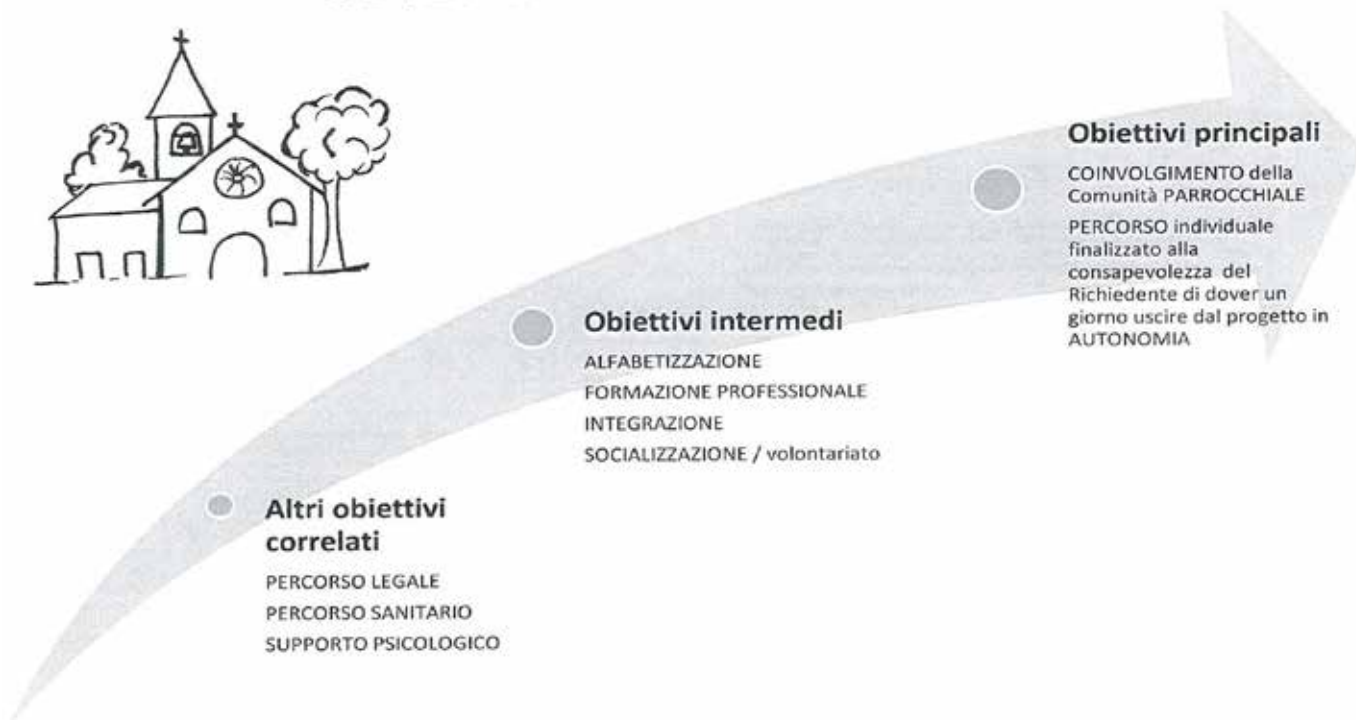 Obiettivi principali
COINVOLGIMENTO della
Comunità PARROCCHIALE
PERCORSO individuale
finalizzato alla
consapevolezza del
Richiedente di dover un
giorno uscire dal progetto in
AUTONOMIA
Obiettivi intermedi
ALFABETIZZAZIONE
FORMAZIONE PROFESSIONALE
INTEGRAZIONE
SOCIALIZZAZIONE / volontariato
Altri obiettivi
correlati
PERCORSO LEGALE
PERCORSO SANITARIO
SUPPORTO PSICOLOGICO